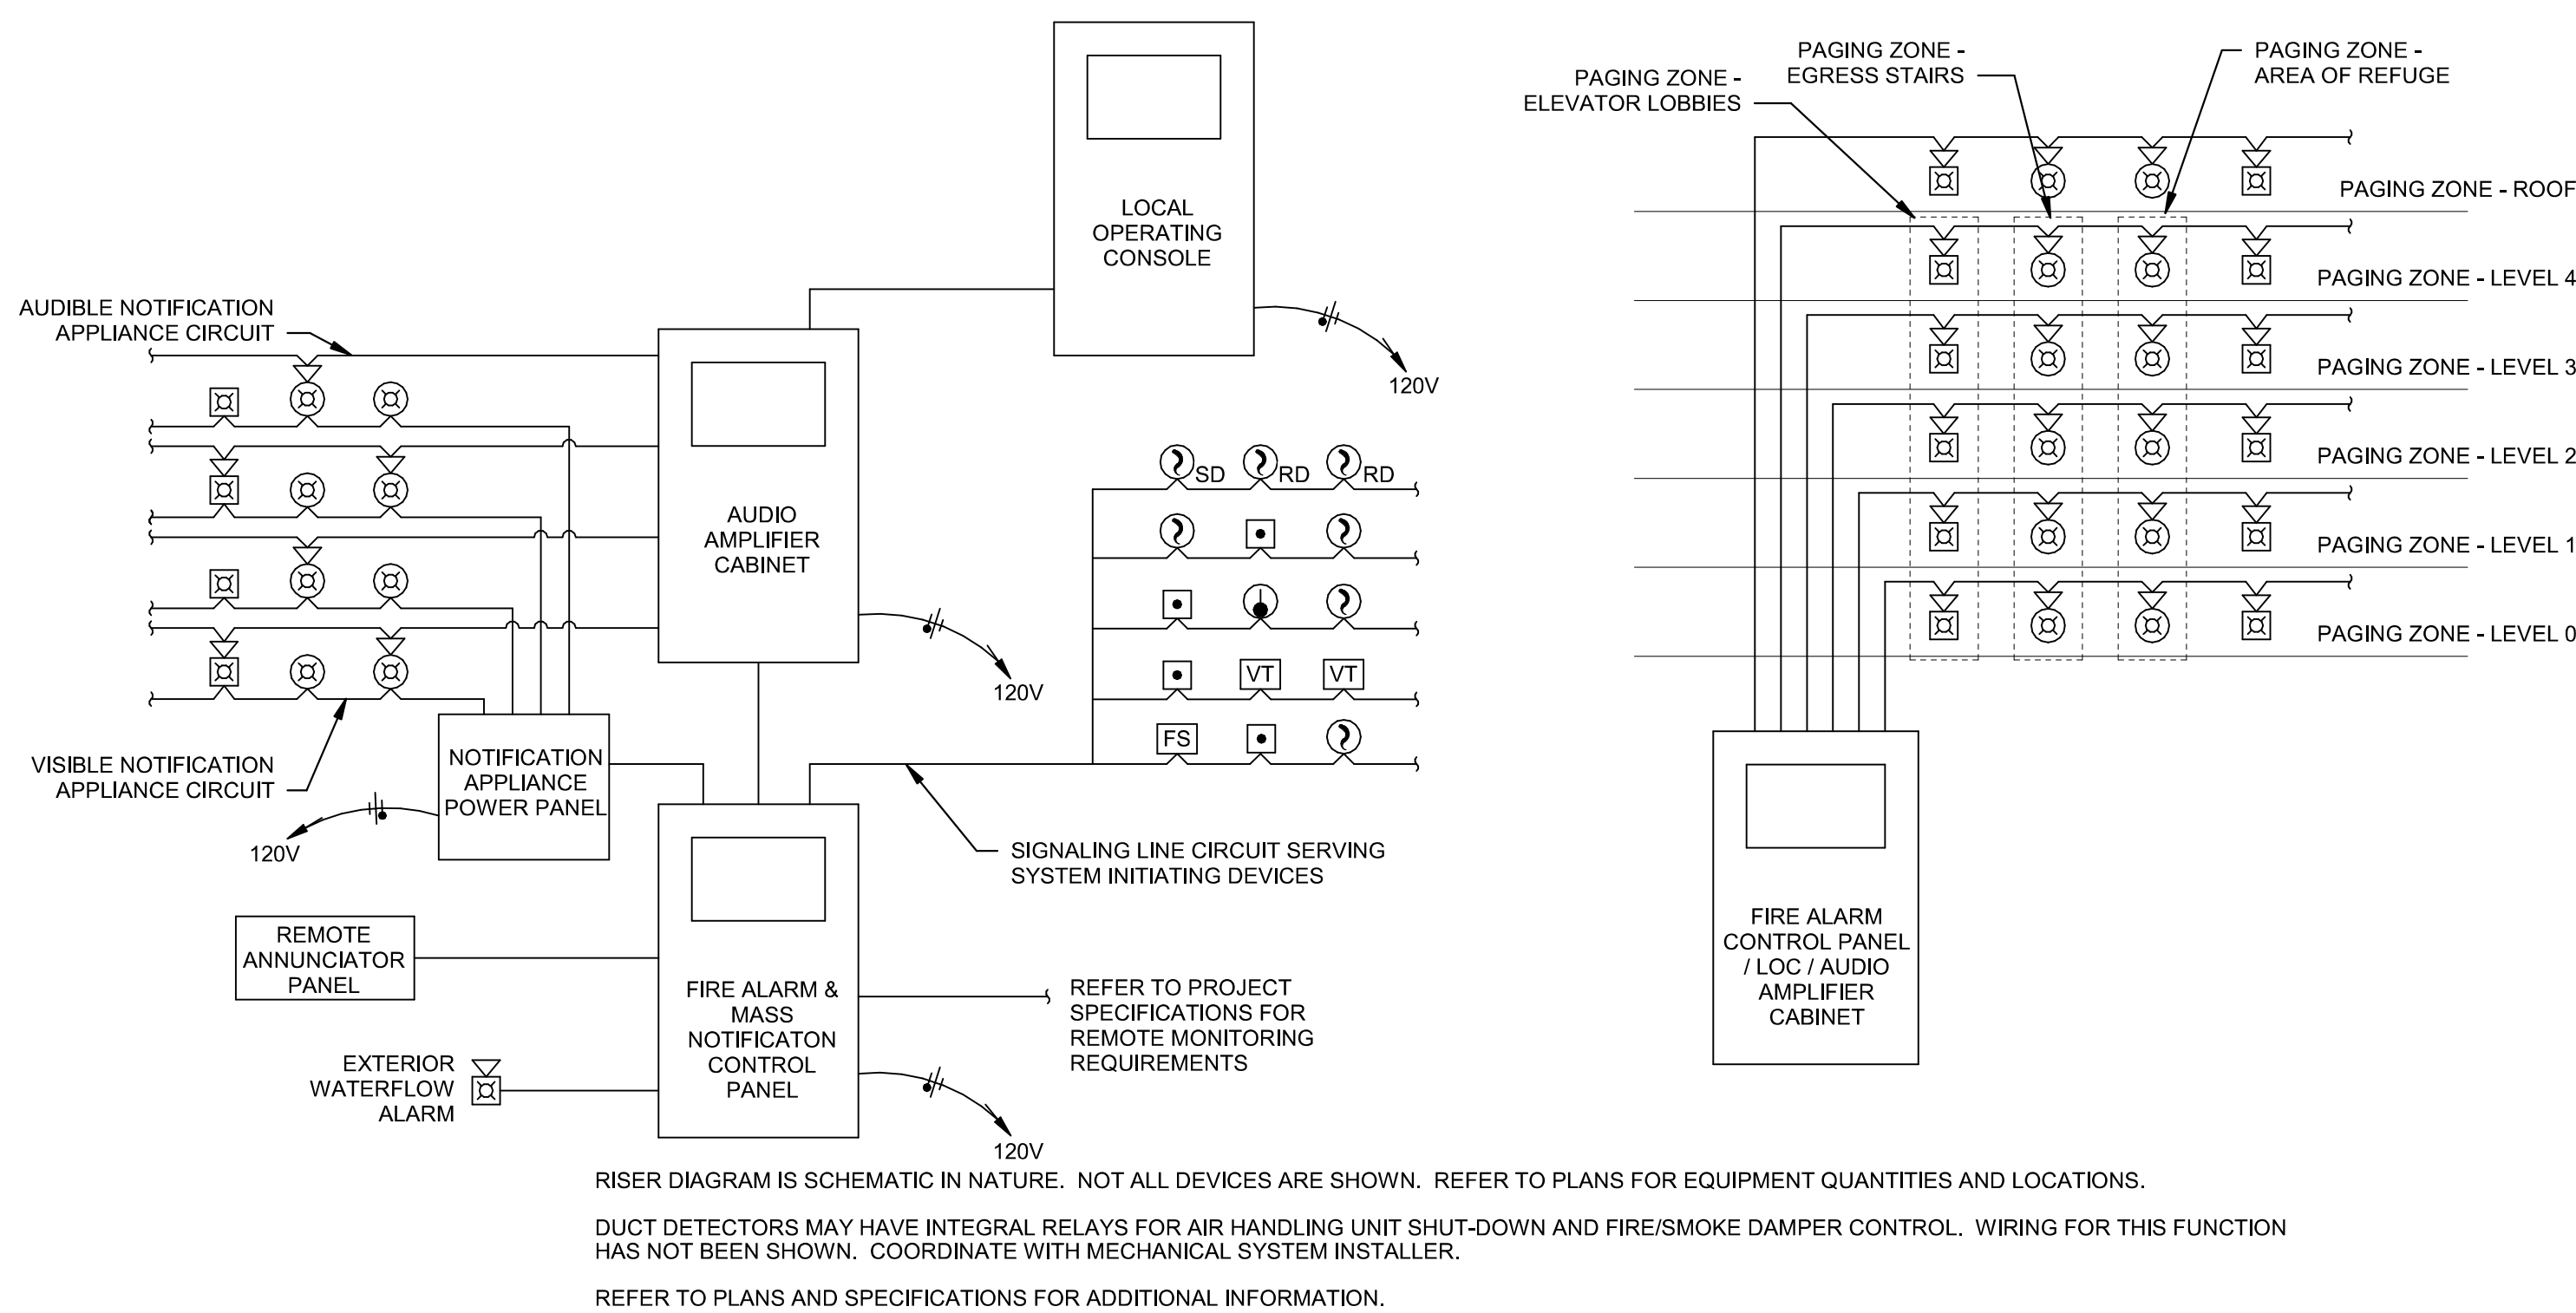 LOCAL
OPERATING
CONSOLE
120V
AUDIBLE NOTIFICATION
APPLIANCE CIRCUIT
AUDIO
AMPLIFIER
CABINET
120V
VISIBLE NOTIFICATION
APPLIANCE CIRCUIT
NOTIFICATION
APPLIANCE
POWER PANEL
120V
SD
RD
RD
VT
VT
FS
SIGNALING LINE CIRCUIT SERVING
SYSTEM INITIATING DEVICES
REMOTE
ANNUNCIATOR
PANEL
EXTERIOR
WATERFLOW
ALARM
FIRE ALARM &
MASS
NOTIFICATON
CONTROL
PANEL
REFER TO PROJECT
SPECIFICATIONS FOR
REMOTE MONITORING
REQUIREMENTS
120V
PAGING ZONE -
ELEVATOR LOBBIES
PAGING ZONE -
EGRESS STAIRS
PAGING ZONE -
AREA OF REFUGE
PAGING ZONE - ROOF
PAGING ZONE - LEVEL 4
PAGING ZONE - LEVEL 3
PAGING ZONE - LEVEL 2
PAGING ZONE - LEVEL 1
PAGING ZONE - LEVEL 0
FIRE ALARM
CONTROL PANEL
/ LOC / AUDIO
AMPLIFIER
CABINET
RISER DIAGRAM IS SCHEMATIC IN NATURE. NOT ALL DEVICES ARE SHOWN. REFER TO PLANS FOR EQUIPMENT QUANTITIES AND LOCATIONS.
DUCT DETECTORS MAY HAVE INTEGRAL RELAYS FOR AIR HANDLING UNIT SHUT-DOWN AND FIRE/SMOKE DAMPER CONTROL. WIRING FOR THIS FUNCTION
HAS NOT BEEN SHOWN. COORDINATE WITH MECHANICAL SYSTEM INSTALLER.
REFER TO PLANS AND SPECIFICATIONS FOR ADDITIONAL INFORMATION.